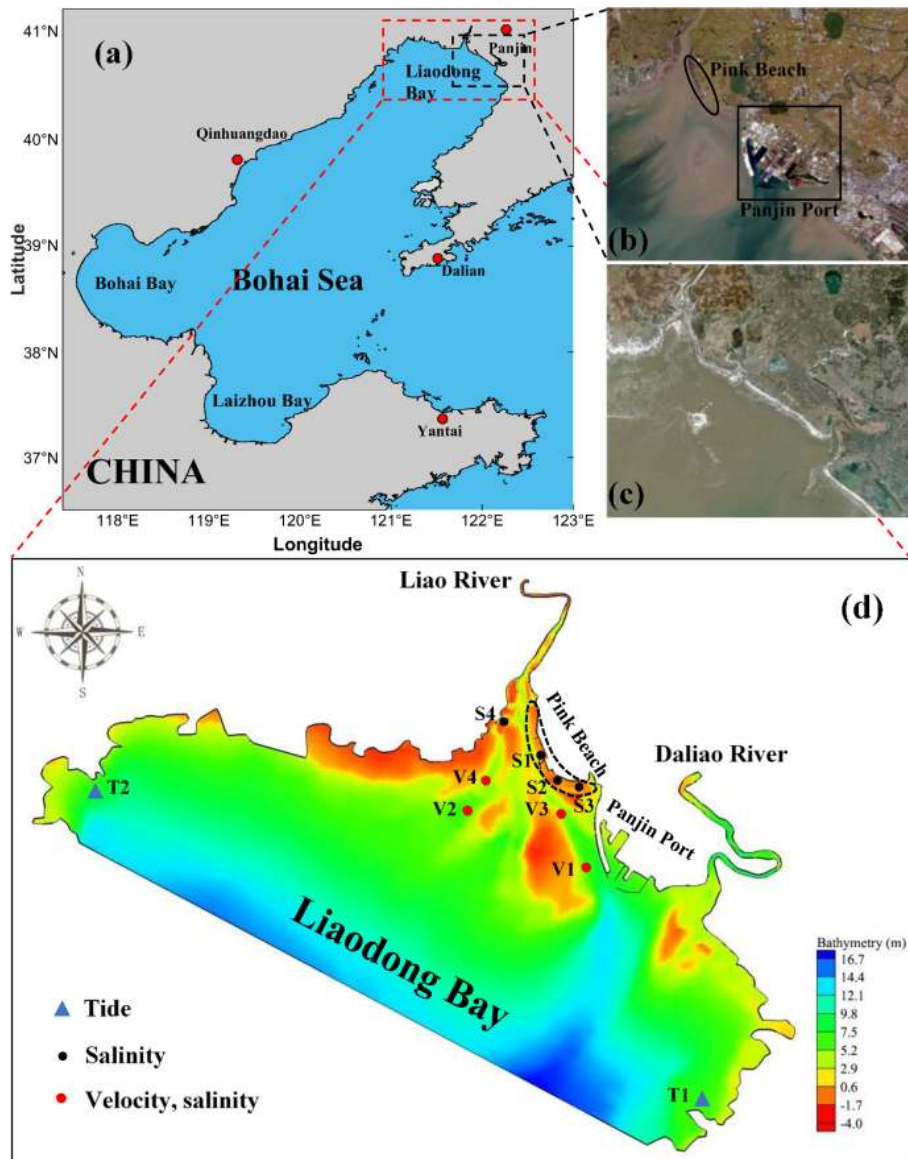 (a)
41°N
40°N
39°N
38°N
37°N
Latitude
118°E
119°E
120°E
121°E
122°E
123°E
Longitude
Panjin
Liaodong
Bay
Qinhuangdao
Bohai Bay
Bohai Sea
Dalian
Laizhou Bay
Yantai
CHINA
Pink Beach
Panjin Port
(b)
(c)
Liao River
(d)
N
W
E
S
S4
Pink Beach
S1
Daliao River
T2
V4
S2
S3
V2
V3
Panjin Port
V1
Liaodong Bay
Bathymetry (m)
16.7
14.4
12.1
9.8
7.5
5.2
2.9
0.6
-1.7
-4.0
Tide
Salinity
Velocity, salinity
T1